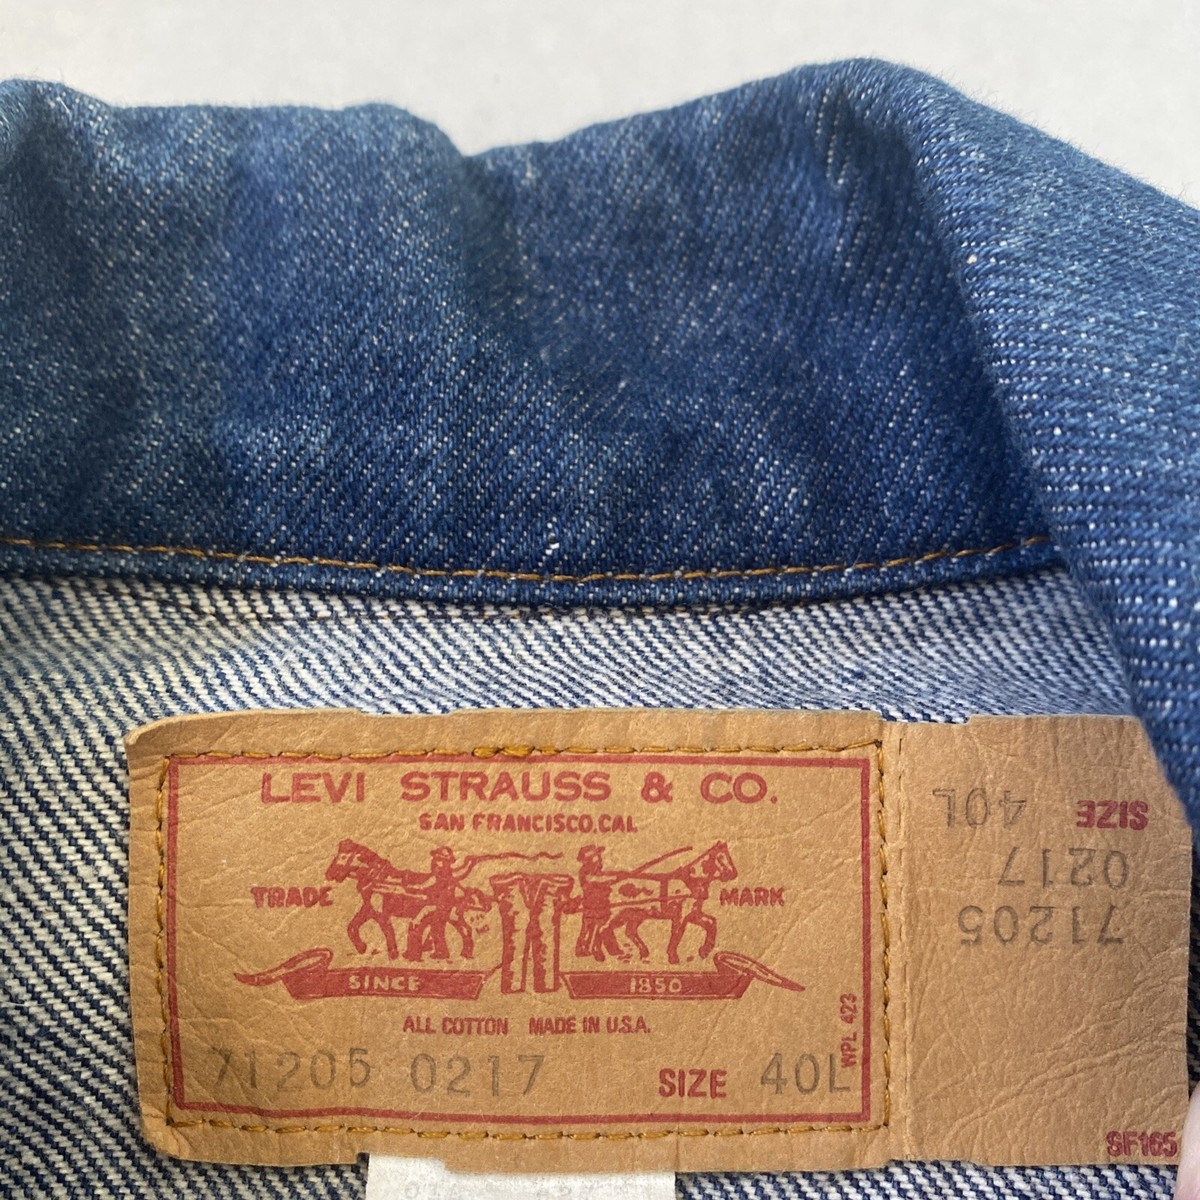 LEVI STRAUSS & CO.
SAN FRANCISCO, CAL
TRADE MARK
SINCE 1850
ALL COTTON MADE IN U.S.A.
71205 0217 SIZE 40L
WPL 423
SIZE 40L
0217
71205
SF165